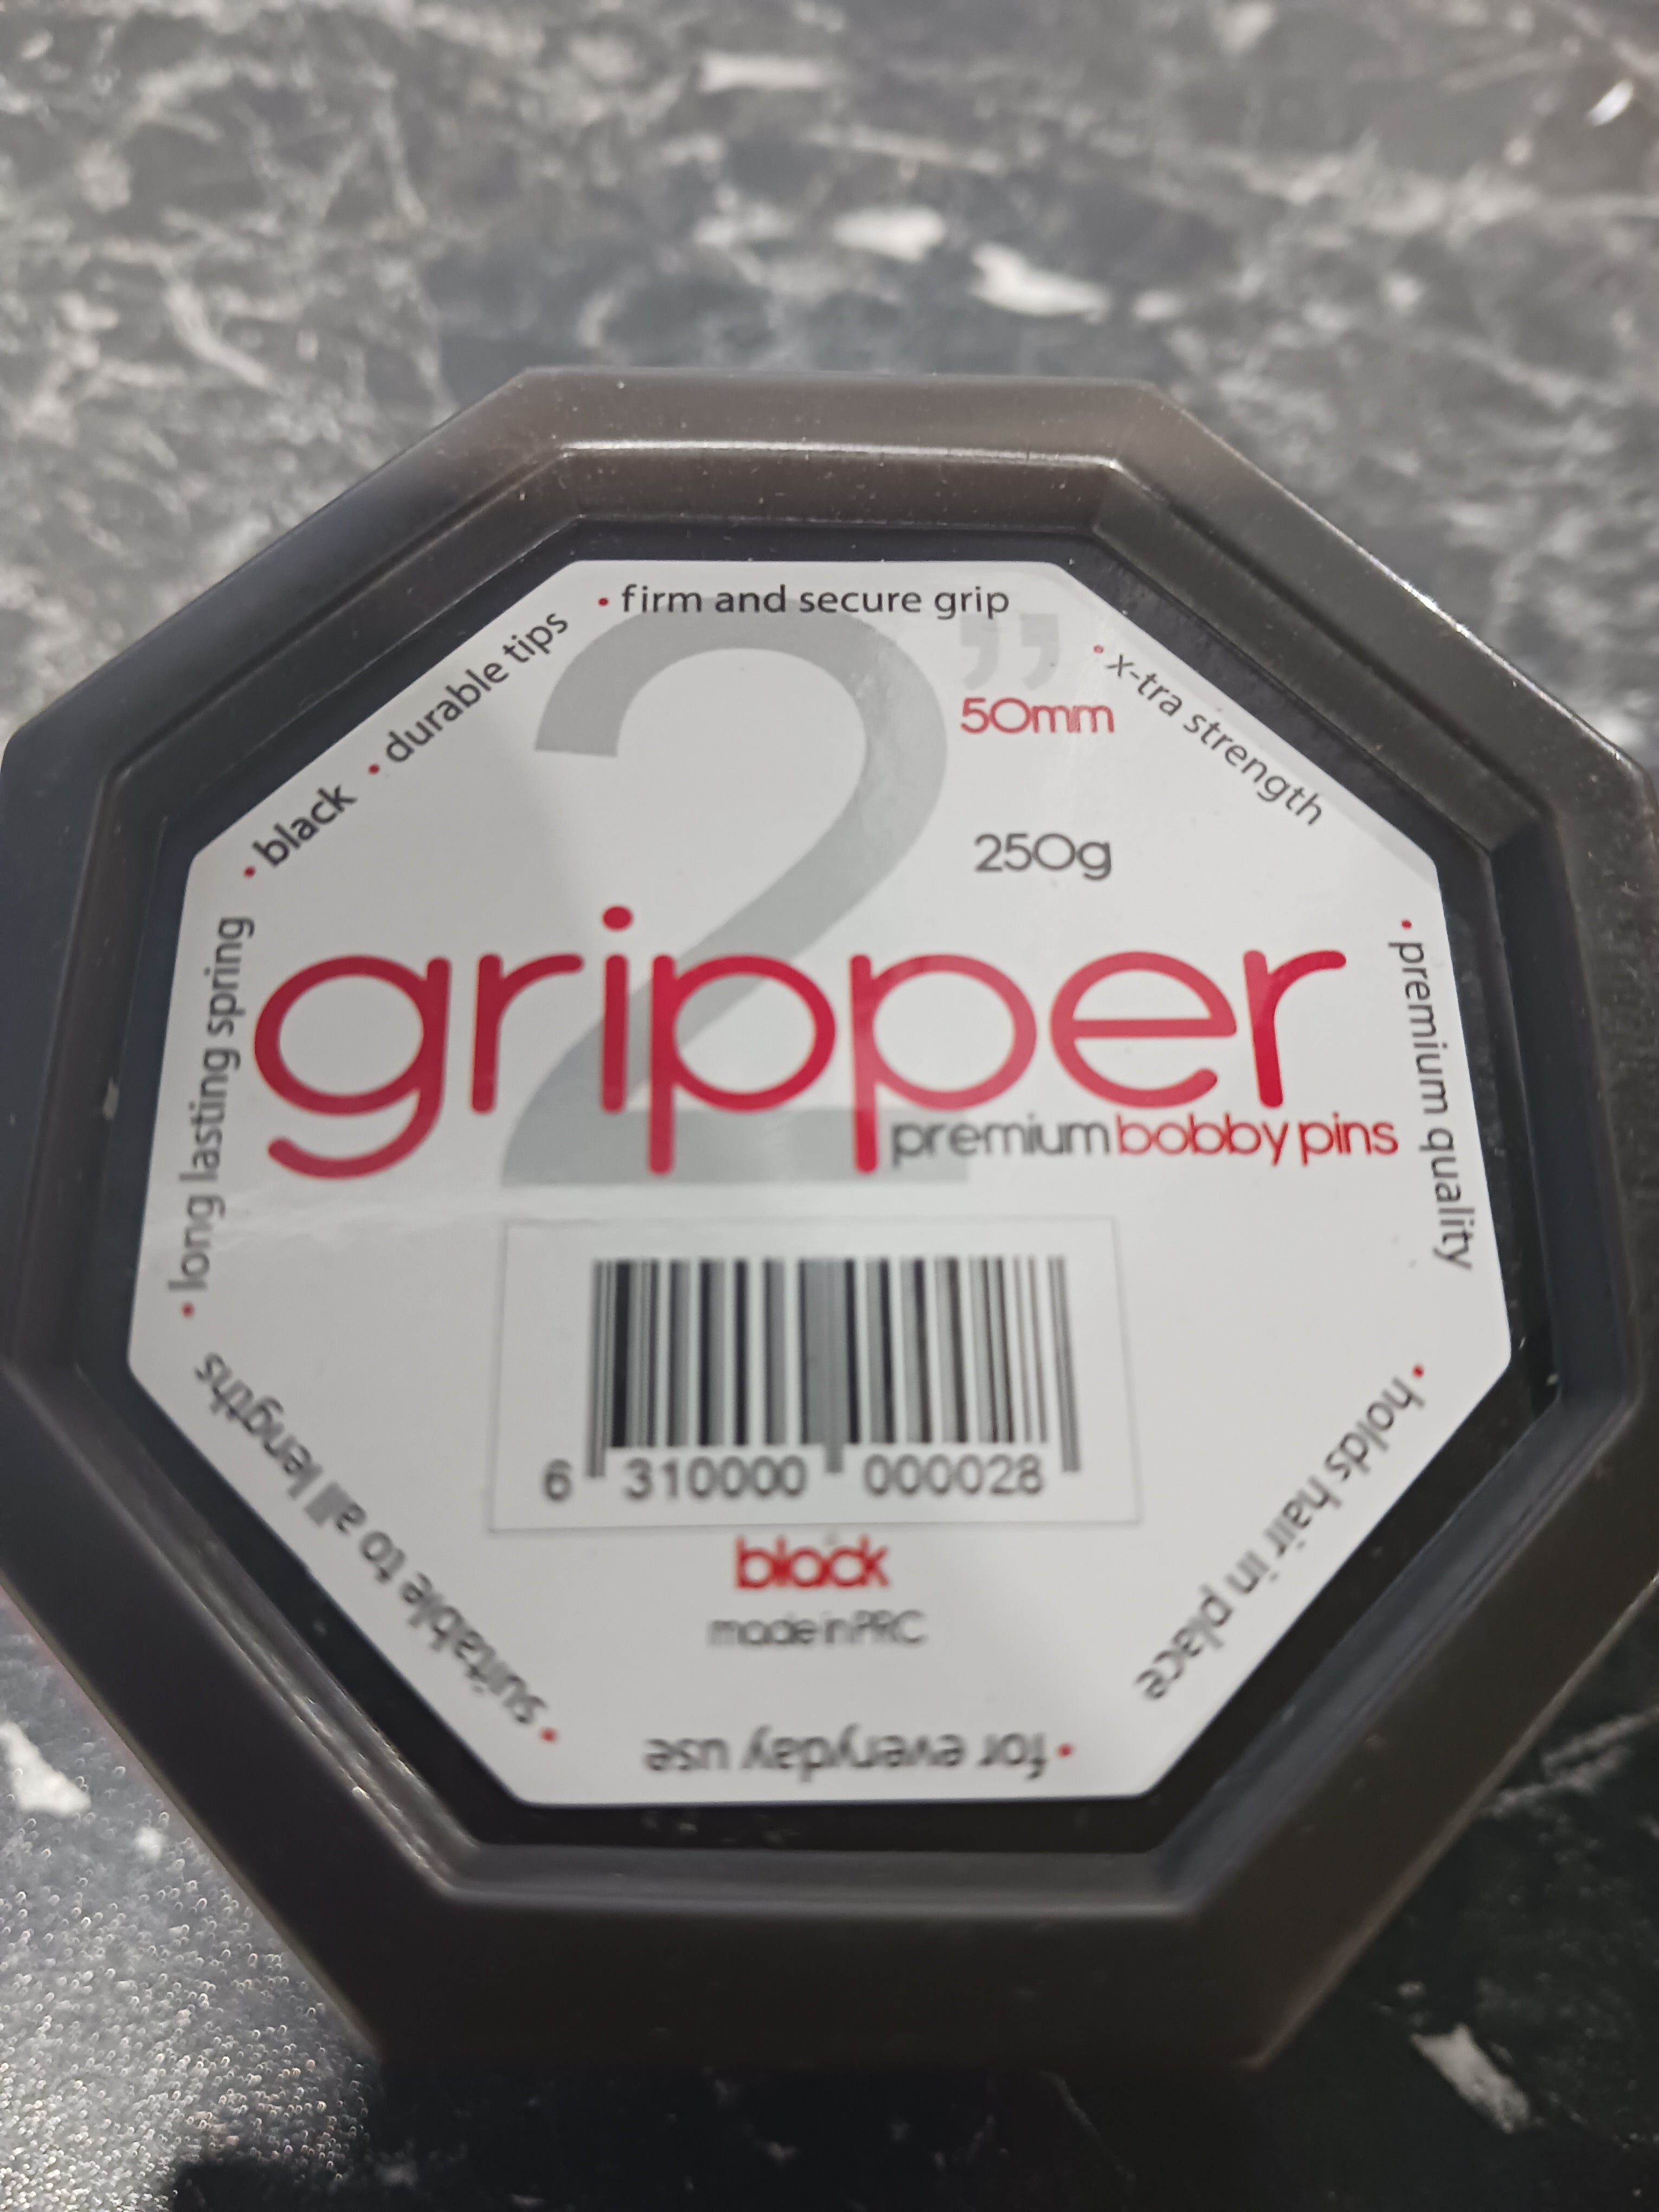 • firm and secure grip
• x-tra strength
• premium quality
• holds hair in place
• for everyday use
• suitable to all lengths
• long lasting spring
• black • durable tips
2”
50mm
250g
gripper
premium bobby pins
6 310000 000028
black
made in PRC